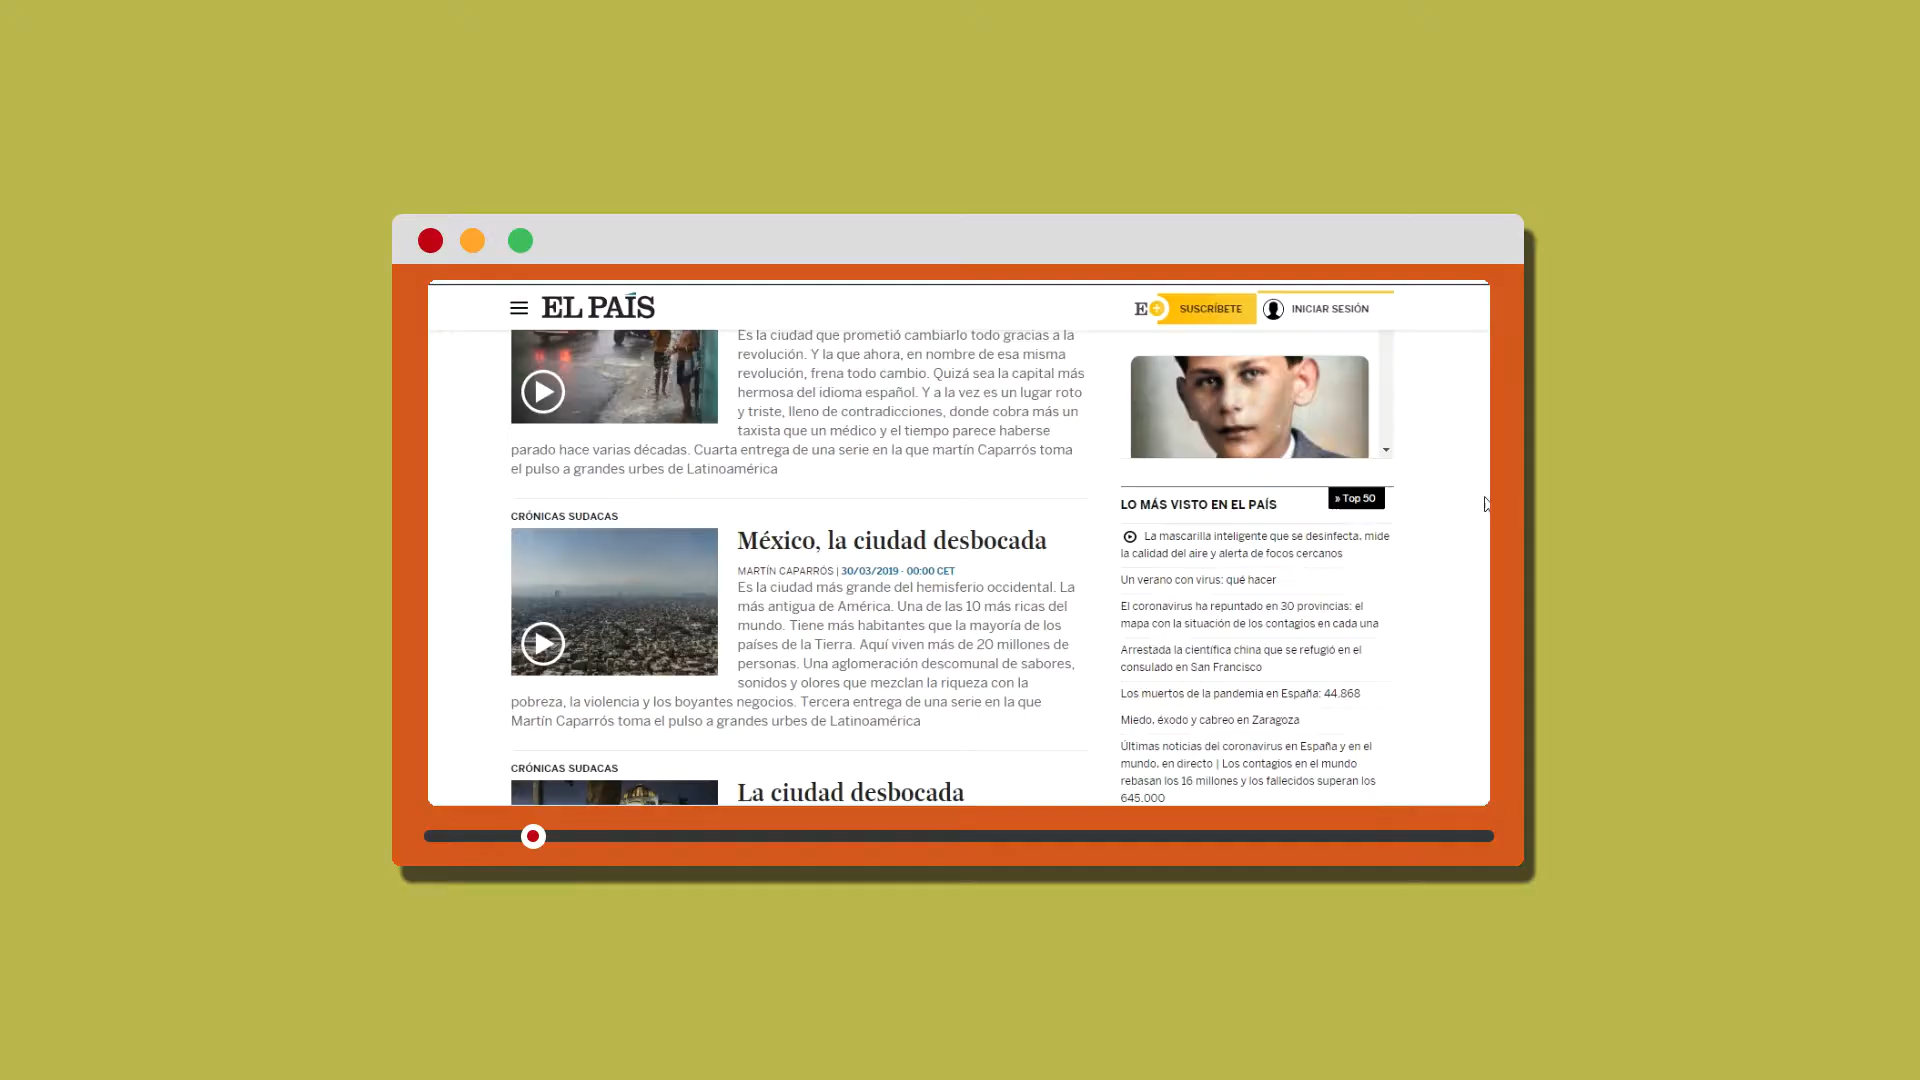 EL PAÍS
E+ SUSCRÍBETE
INICIAR SESIÓN
Es la ciudad que prometió cambiarlo todo gracias a la
revolución. Y la que ahora, en nombre de esa misma
revolución, frena todo cambio. Quizá sea la capital más
hermosa del idioma español. Y a la vez es un lugar roto
y triste, lleno de contradicciones, donde cobra más un
taxista que un médico y el tiempo parece haberse
parado hace varias décadas. Cuarta entrega de una serie en la que martín Caparrós toma
el pulso a grandes urbes de Latinoamérica
CRÓNICAS SUDACAS
México, la ciudad desbocada
MARTÍN CAPARRÓS | 30/03/2019 - 00:00 CET
Es la ciudad más grande del hemisferio occidental. La
más antigua de América. Una de las 10 más ricas del
mundo. Tiene más habitantes que la mayoría de los
países de la Tierra. Aquí viven más de 20 millones de
personas. Una aglomeración descomunal de sabores,
sonidos y olores que mezclan la riqueza con la
pobreza, la violencia y los boyantes negocios. Tercera entrega de una serie en la que
Martín Caparrós toma el pulso a grandes urbes de Latinoamérica
CRÓNICAS SUDACAS
La ciudad desbocada
LO MÁS VISTO EN EL PAÍS
» Top 50
La mascarilla inteligente que se desinfecta, mide
la calidad del aire y alerta de focos cercanos
Un verano con virus: qué hacer
El coronavirus ha repuntado en 30 provincias: el
mapa con la situación de los contagios en cada una
Arrestada la científica china que se refugió en el
consulado en San Francisco
Los muertos de la pandemia en España: 44.868
Miedo, éxodo y cabreo en Zaragoza
Últimas noticias del coronavirus en España y en el
mundo, en directo | Los contagios en el mundo
rebasan los 16 millones y los fallecidos superan los
645.000